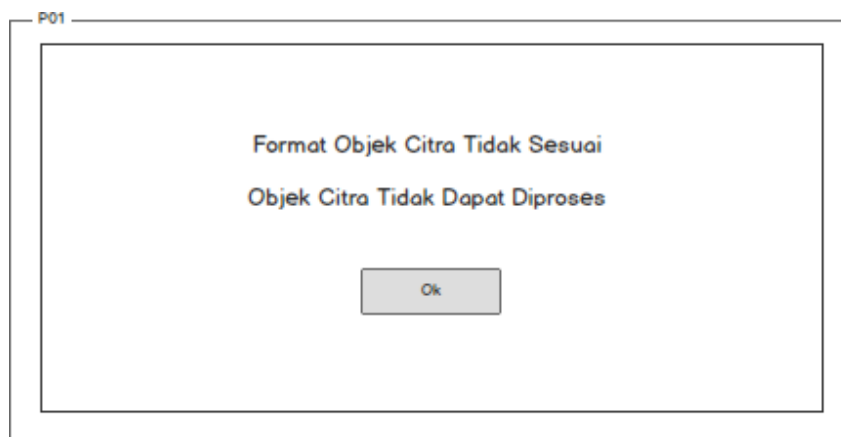 P01
Format Objek Citra Tidak Sesuai
Objek Citra Tidak Dapat Diproses
Ok